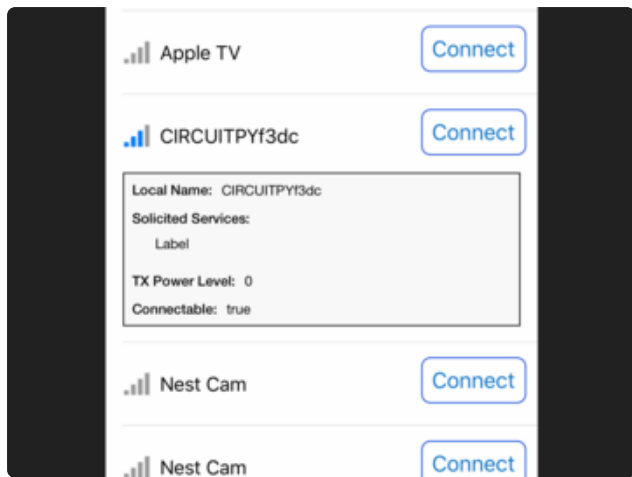 Apple TV Connect
CIRCUITPYf3dc Connect
Local Name: CIRCUITPYf3dc
Solicited Services:
Label
TX Power Level: 0
Connectable: true
Nest Cam Connect
Nest Cam Connect